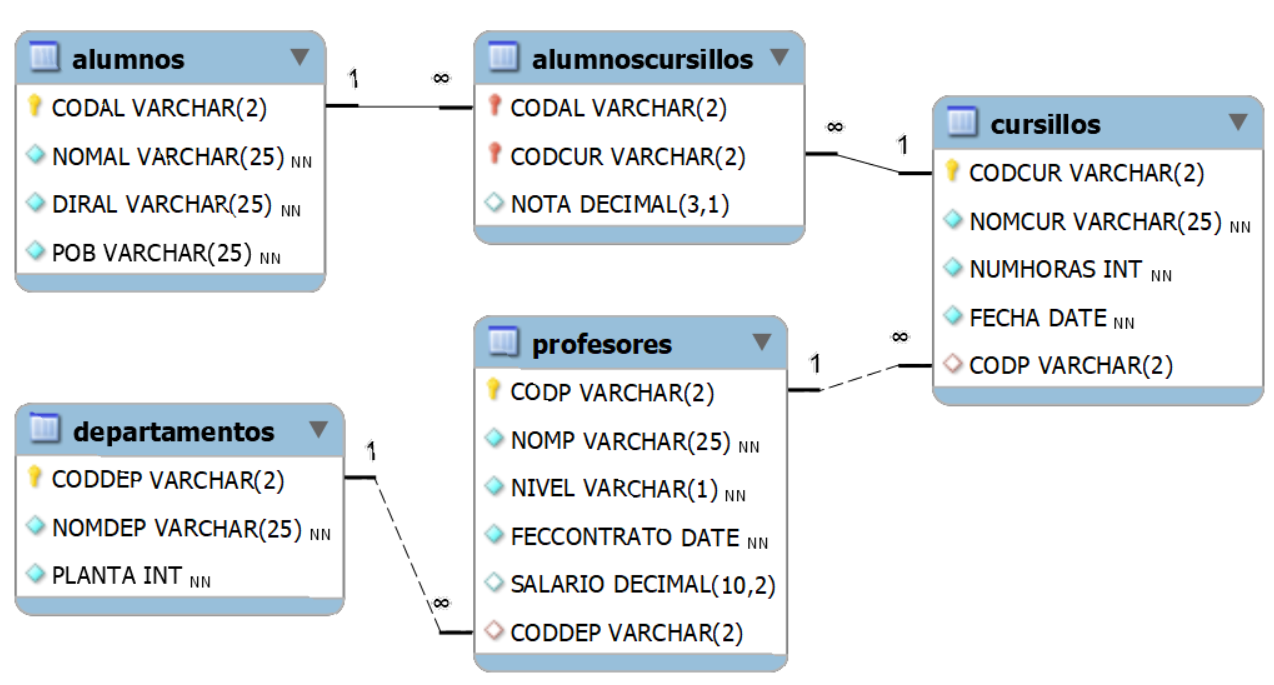 alumnos
CODAL VARCHAR(2)
NOMAL VARCHAR(25) NN
DIRAL VARCHAR(25) NN
POB VARCHAR(25) NN
1
∞
alumnoscursillos
CODAL VARCHAR(2)
CODCUR VARCHAR(2)
NOTA DECIMAL(3,1)
∞
1
cursillos
CODCUR VARCHAR(2)
NOMCUR VARCHAR(25) NN
NUMHORAS INT NN
FECHA DATE NN
CODP VARCHAR(2)
∞
1
profesores
CODP VARCHAR(2)
NOMP VARCHAR(25) NN
NIVEL VARCHAR(1) NN
FECCONTRATO DATE NN
SALARIO DECIMAL(10,2)
CODDEP VARCHAR(2)
departamentos
CODDEP VARCHAR(2)
NOMDEP VARCHAR(25) NN
PLANTA INT NN
1
∞